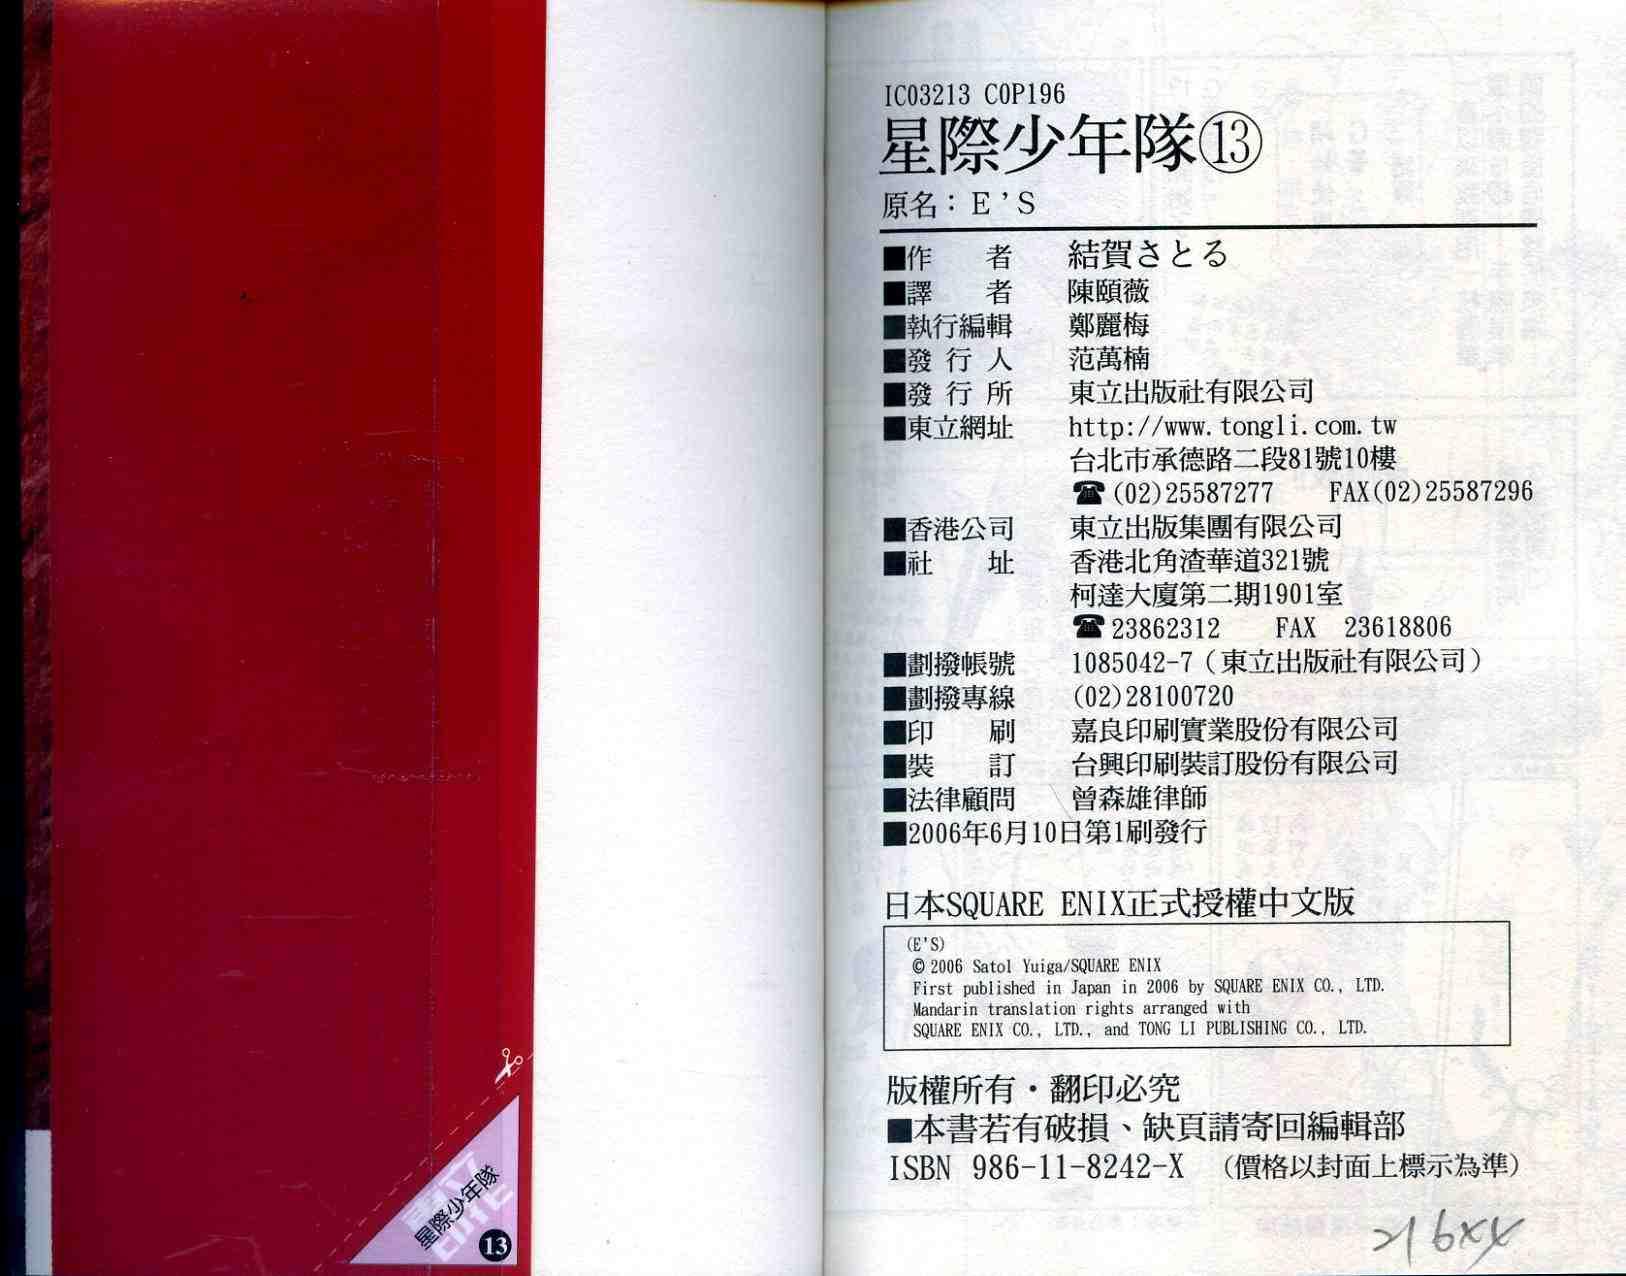 星際少年隊
13
IC03213 COP196
星際少年隊⑬
原名：E'S
■作　者　結賀さとる
■譯　者　陳頤薇
■執行編輯　鄭麗梅
■發行人　范萬楠
■發行所　東立出版社有限公司
■東立網址　http://www.tongli.com.tw
台北市承德路二段81號10樓
☎(02)25587277　FAX(02)25587296
■香港公司　東立出版集團有限公司
■社　址　香港北角渣華道321號
柯達大廈第二期1901室
☎23862312　FAX 23618806
■劃撥帳號　1085042-7（東立出版社有限公司）
■劃撥專線　(02)28100720
■印　刷　嘉良印刷實業股份有限公司
■裝　訂　台興印刷裝訂股份有限公司
■法律顧問　曾森雄律師
■2006年6月10日第1刷發行
日本SQUARE ENIX正式授權中文版
(E'S)
© 2006 Satol Yuiga/SQUARE ENIX
First published in Japan in 2006 by SQUARE ENIX CO., LTD.
Mandarin translation rights arranged with
SQUARE ENIX CO., LTD., and TONG LI PUBLISHING CO., LTD.
版權所有・翻印必究
■本書若有破損、缺頁請寄回編輯部
ISBN 986-11-8242-X （價格以封面上標示為準）